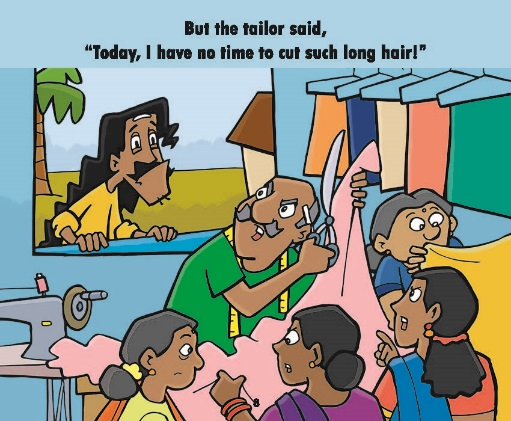 But the tailor said,
“Today, I have no time to cut such long hair!”
8